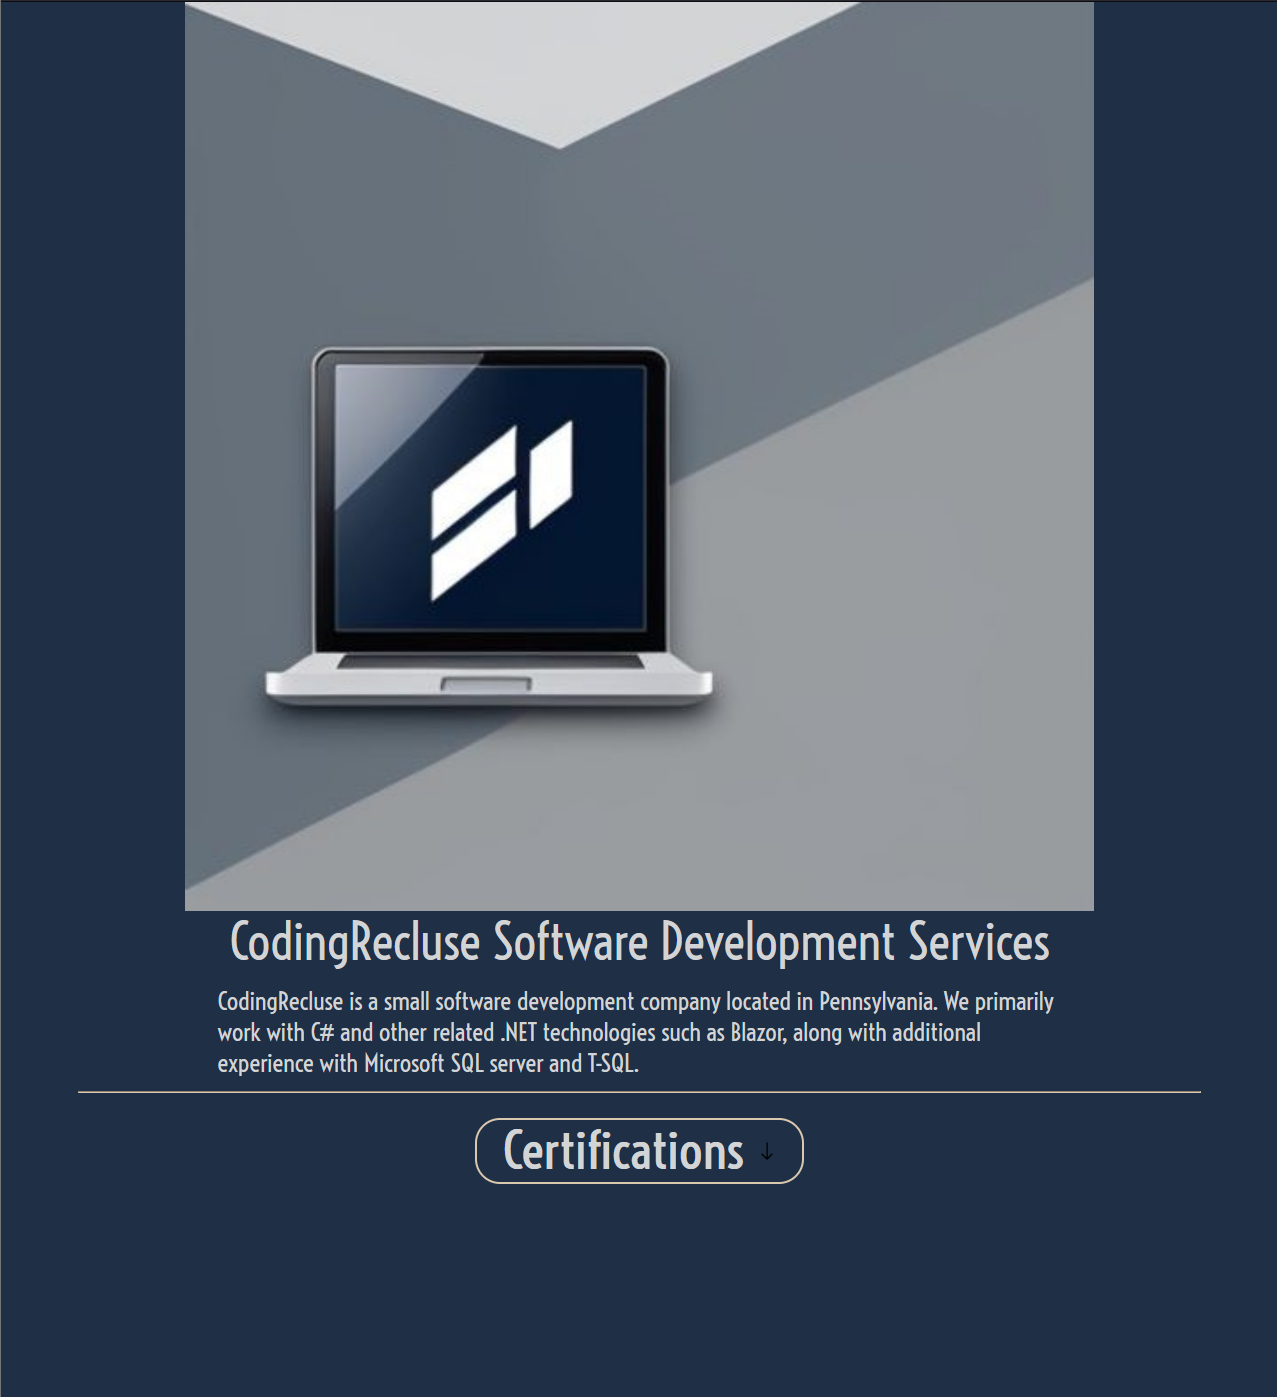 CodingRecluse Software Development Services
CodingRecluse is a small software development company located in Pennsylvania. We primarily
work with C# and other related .NET technologies such as Blazor, along with additional
experience with Microsoft SQL server and T-SQL.
Certifications ↓